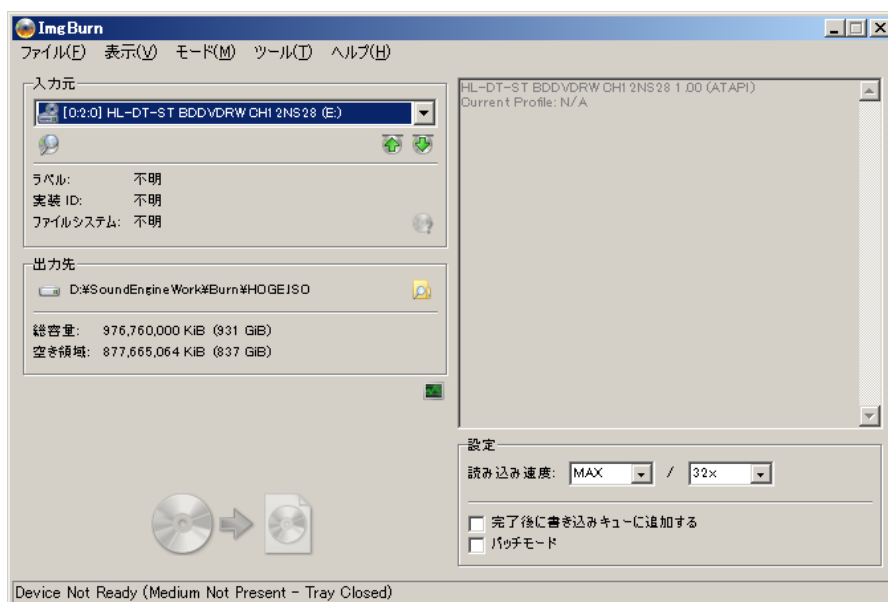 ImgBurn
ファイル(F) 表示(V) モード(M) ツール(T) ヘルプ(H)
入力元
[0:2:0] HL-DT-ST BDDVDRW CH12NS28 (E:)
ラベル: 不明
実装 ID: 不明
ファイルシステム: 不明
出力先
D:¥SoundEngineWork¥Burn¥HOGE.ISO
総容量: 976,760,000 KiB (931 GiB)
空き領域: 877,665,064 KiB (837 GiB)
HL-DT-ST BDDVDRW CH12NS28 1.00 (ATAPI)
Current Profile: N/A
設定
読み込み速度: MAX / 32x
完了後に書き込みキューに追加する
バッチモード
Device Not Ready (Medium Not Present - Tray Closed)